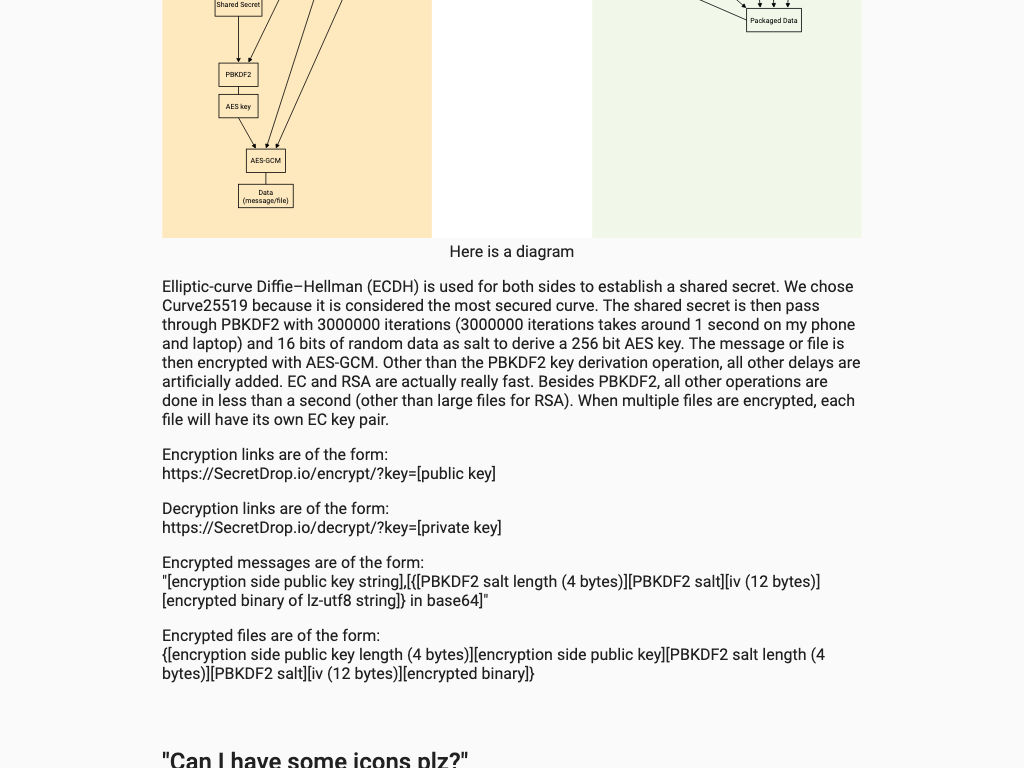 Shared Secret
Packaged Data
PBKDF2
AES key
AES-GCM
Data
(message/file)
Here is a diagram
Elliptic-curve Diffie–Hellman (ECDH) is used for both sides to establish a shared secret. We chose
Curve25519 because it is considered the most secured curve. The shared secret is then pass
through PBKDF2 with 3000000 iterations (3000000 iterations takes around 1 second on my phone
and laptop) and 16 bits of random data as salt to derive a 256 bit AES key. The message or file is
then encrypted with AES-GCM. Other than the PBKDF2 key derivation operation, all other delays are
artificially added. EC and RSA are actually really fast. Besides PBKDF2, all other operations are
done in less than a second (other than large files for RSA). When multiple files are encrypted, each
file will have its own EC key pair.
Encryption links are of the form:
https://SecretDrop.io/encrypt/?key=[public key]
Decryption links are of the form:
https://SecretDrop.io/decrypt/?key=[private key]
Encrypted messages are of the form:
"[encryption side public key string],[{[PBKDF2 salt length (4 bytes)][PBKDF2 salt][iv (12 bytes)]
[encrypted binary of lz-utf8 string]} in base64]"
Encrypted files are of the form:
{[encryption side public key length (4 bytes)][encryption side public key][PBKDF2 salt length (4
bytes)][PBKDF2 salt][iv (12 bytes)][encrypted binary]}
"Can I have some icons plz?"